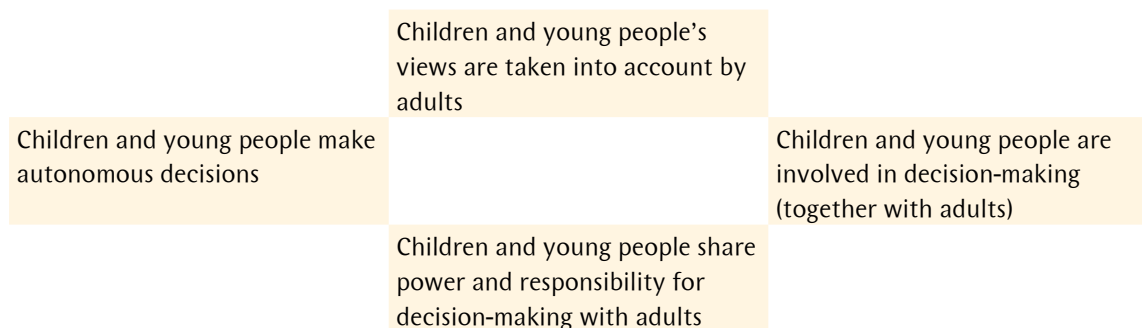 Children and young people’s
views are taken into account by
adults
Children and young people make
autonomous decisions
Children and young people are
involved in decision-making
(together with adults)
Children and young people share
power and responsibility for
decision-making with adults